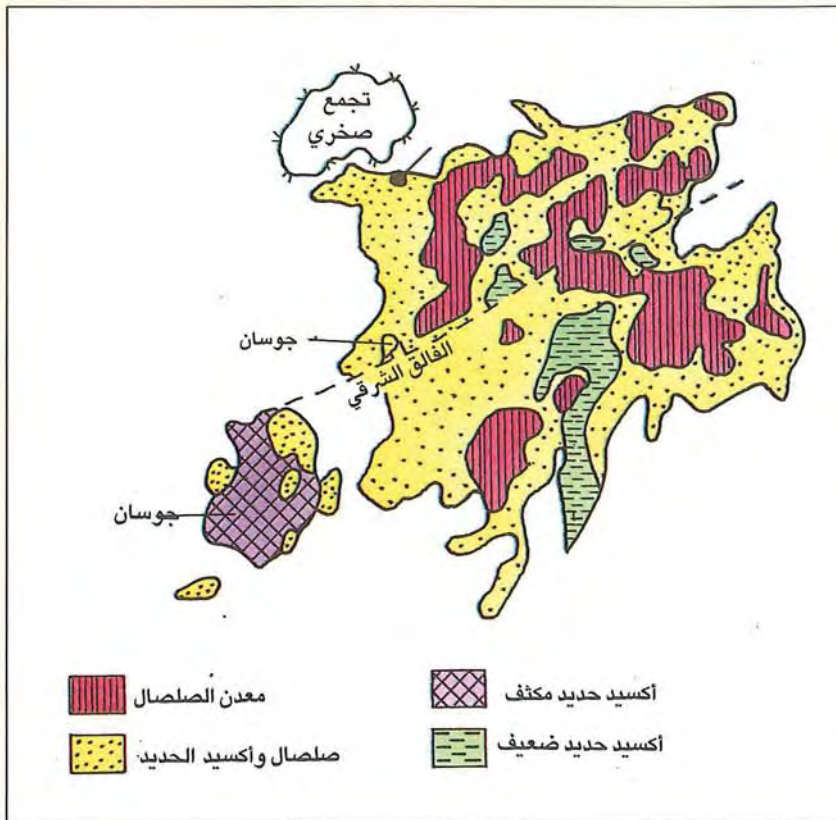 تجمع
صخري
جوسان
الفالق الشرقي
جوسان
أكسيد حديد مكثف
معدن الصلصال
أكسيد حديد ضعيف
صلصال وأكسيد الحديد